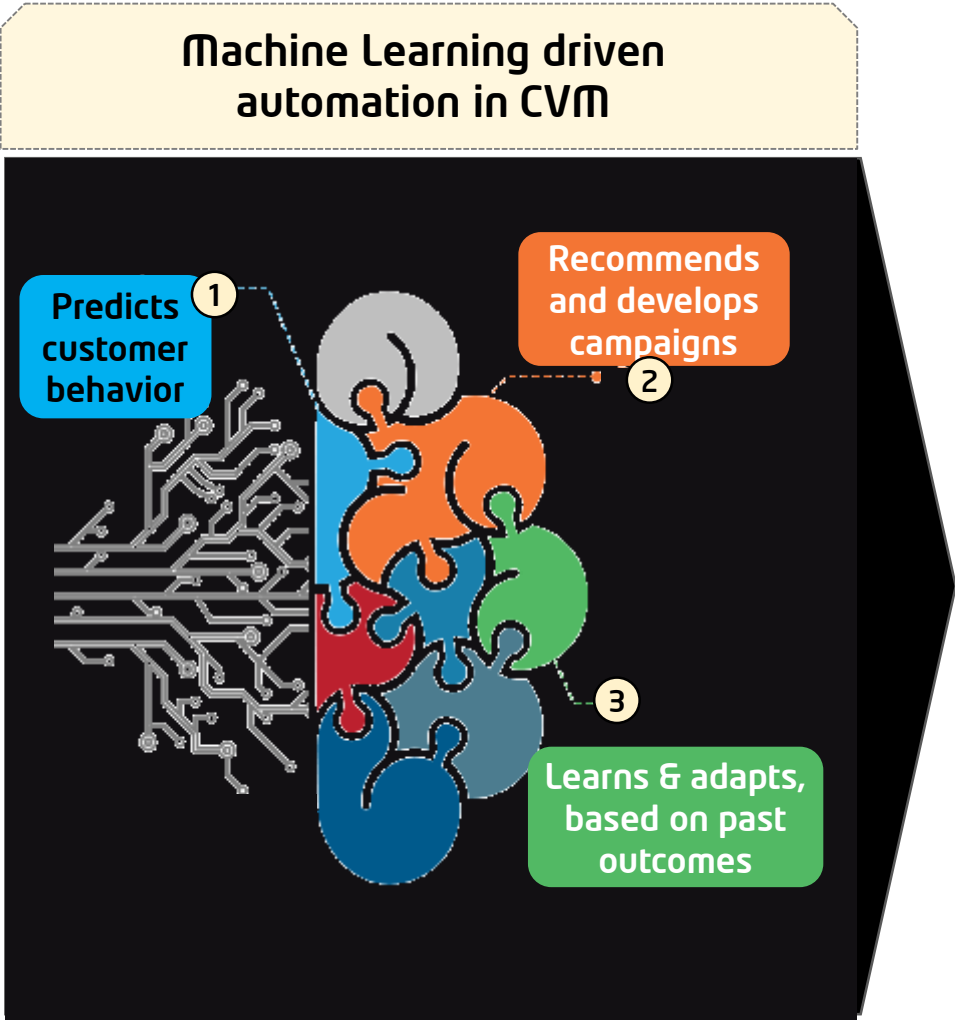 Machine Learning driven
automation in CVM
1
Predicts
customer
behavior
Recommends
and develops
campaigns
2
3
Learns & adapts,
based on past
outcomes